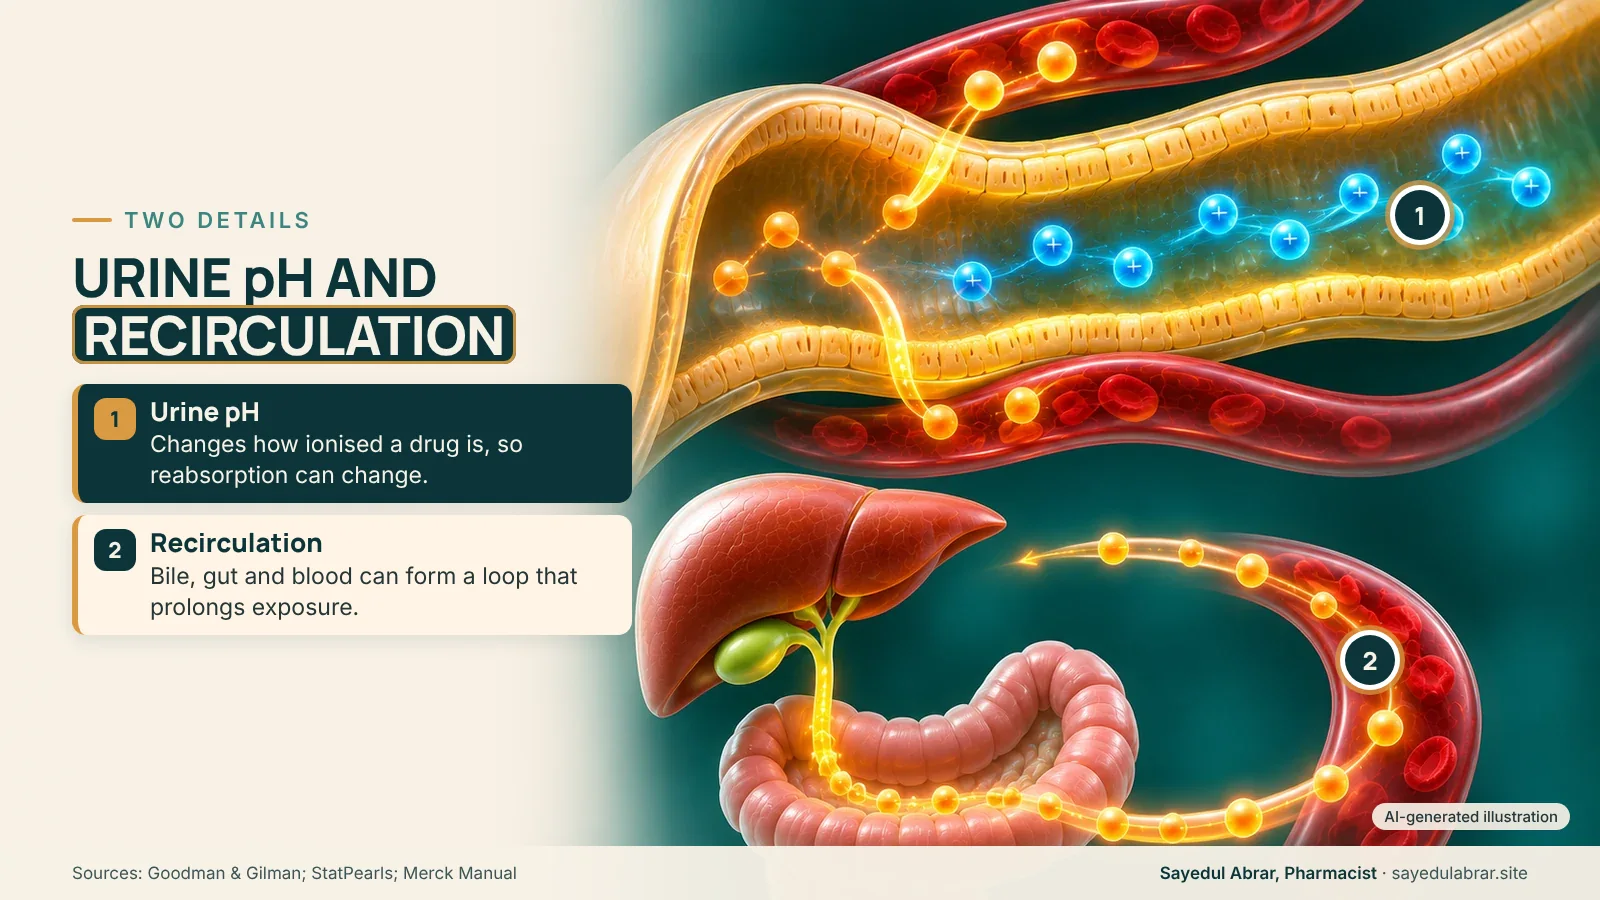 TWO DETAILS
URINE pH AND
RECIRCULATION
1
Urine pH
Changes how ionised a drug is, so
reabsorption can change.
2
Recirculation
Bile, gut and blood can form a loop that
prolongs exposure.
1
2
AI-generated illustration
Sources: Goodman & Gilman; StatPearls; Merck Manual
Sayedul Abrar, Pharmacist · sayedulabrar.site